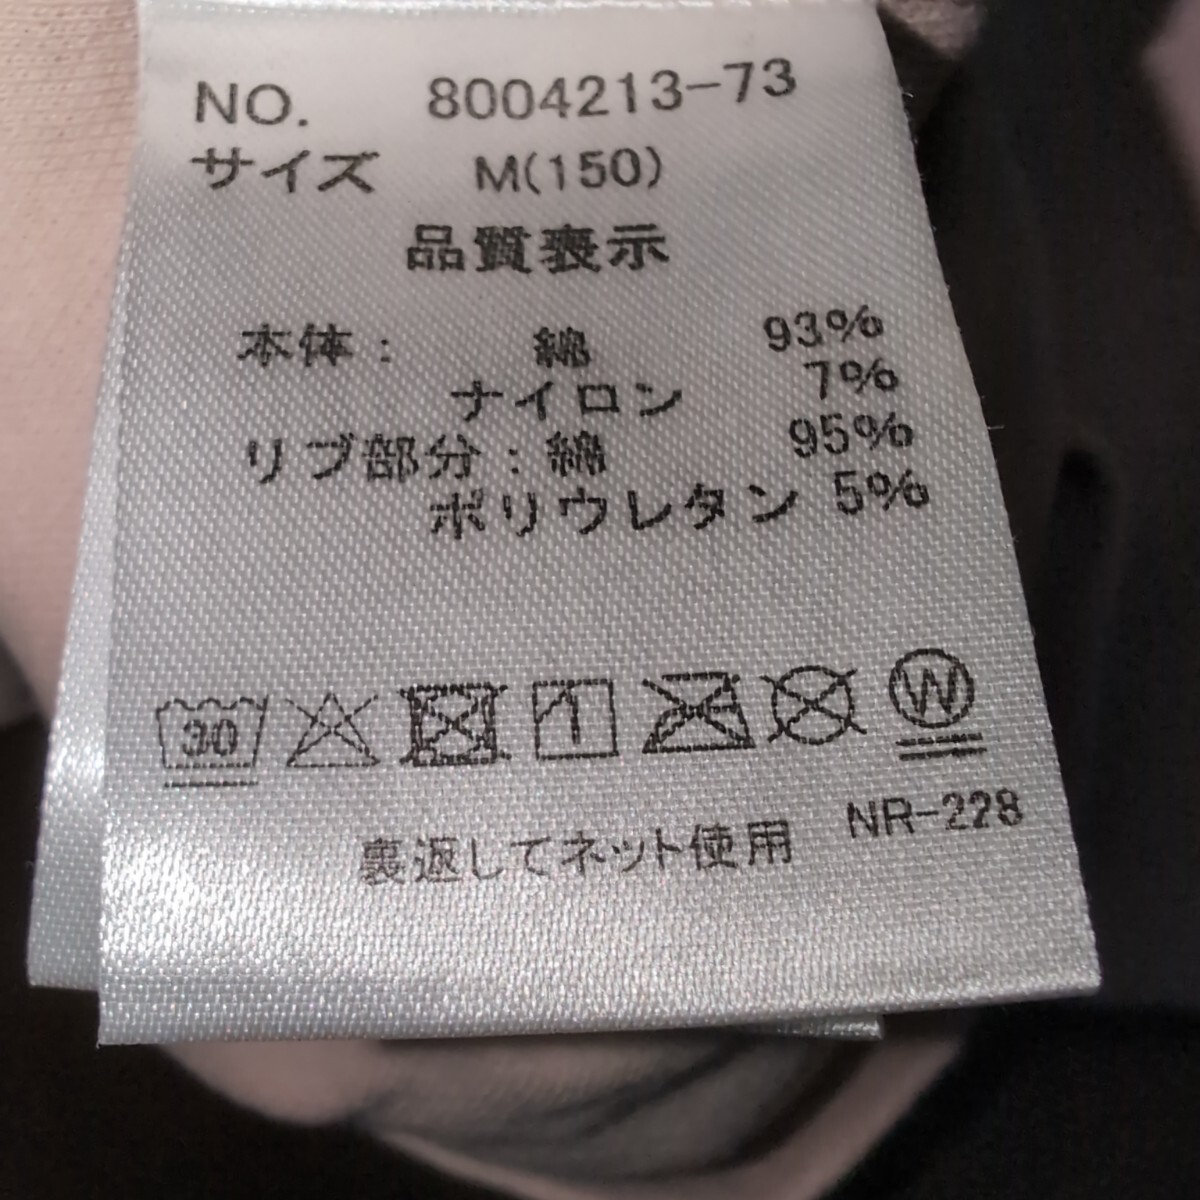 NO. 8004213-73
サイズ M(150)
品質表示
本体: 綿 93%
ナイロン 7%
リブ部分:綿 95%
ポリウレタン 5%
30
W
NR-228
裏返してネット使用